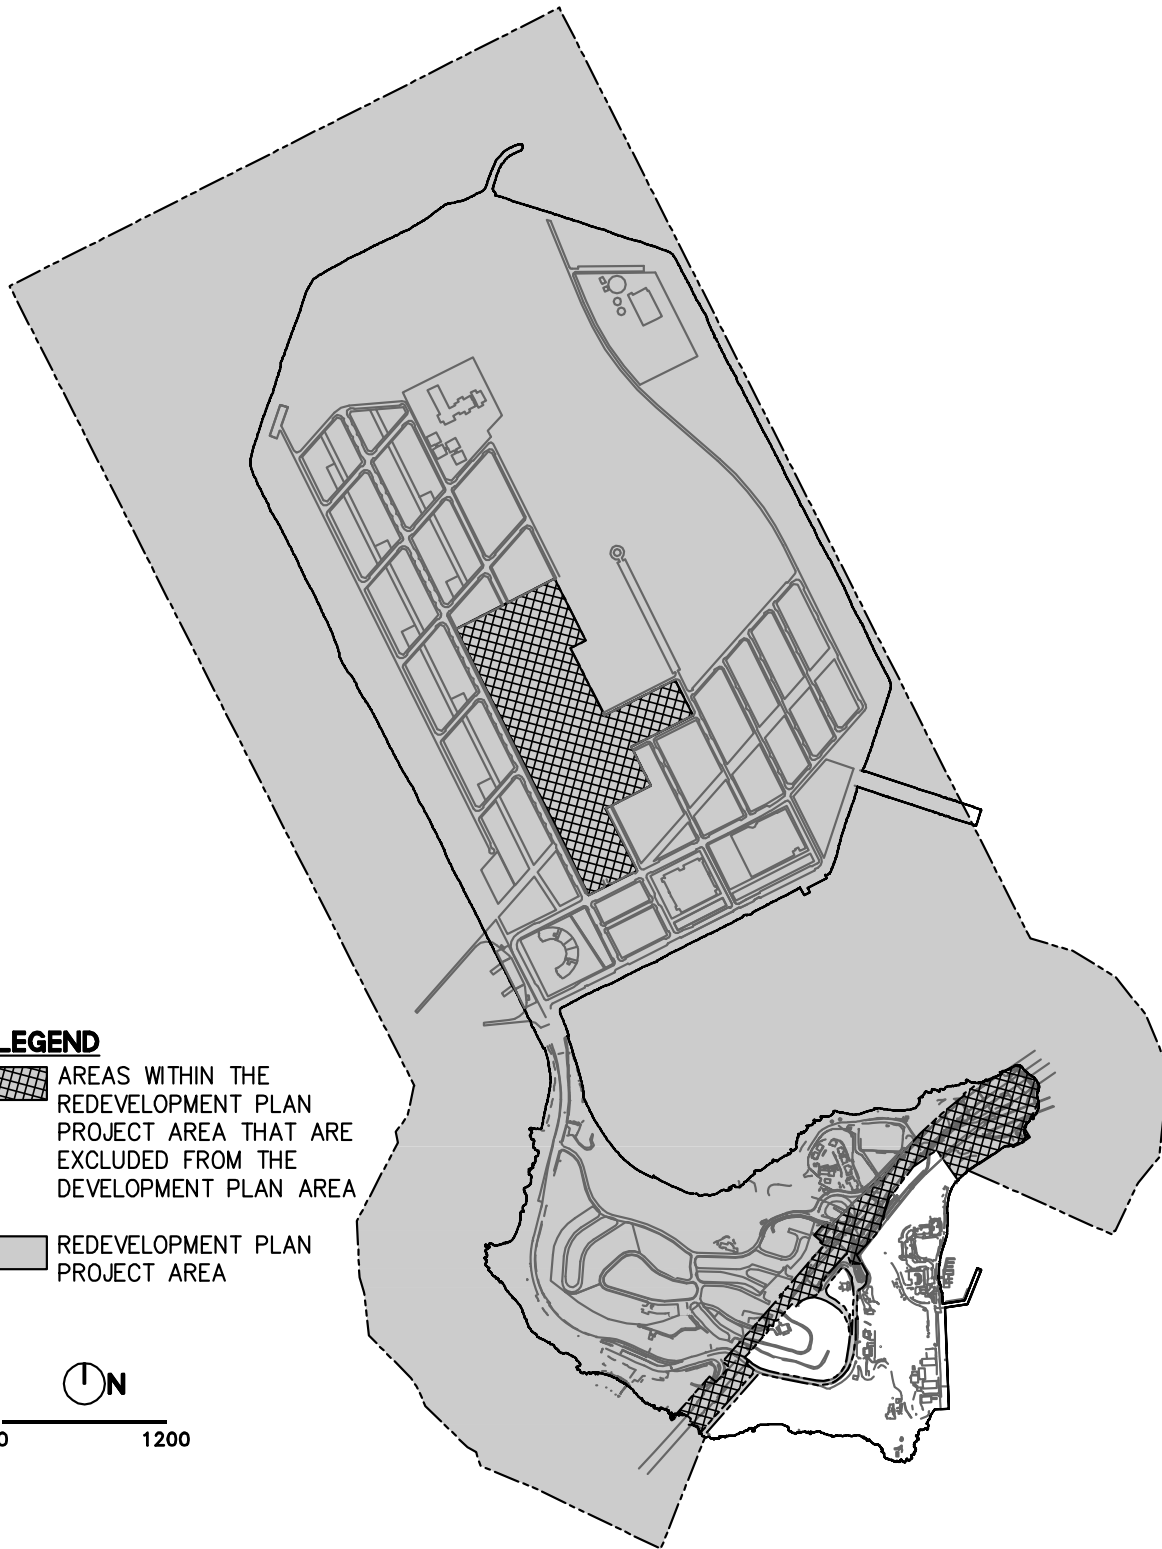 LEGEND
AREAS WITHIN THE
REDEVELOPMENT PLAN
PROJECT AREA THAT ARE
EXCLUDED FROM THE
DEVELOPMENT PLAN AREA
REDEVELOPMENT PLAN
PROJECT AREA
N
0 1200